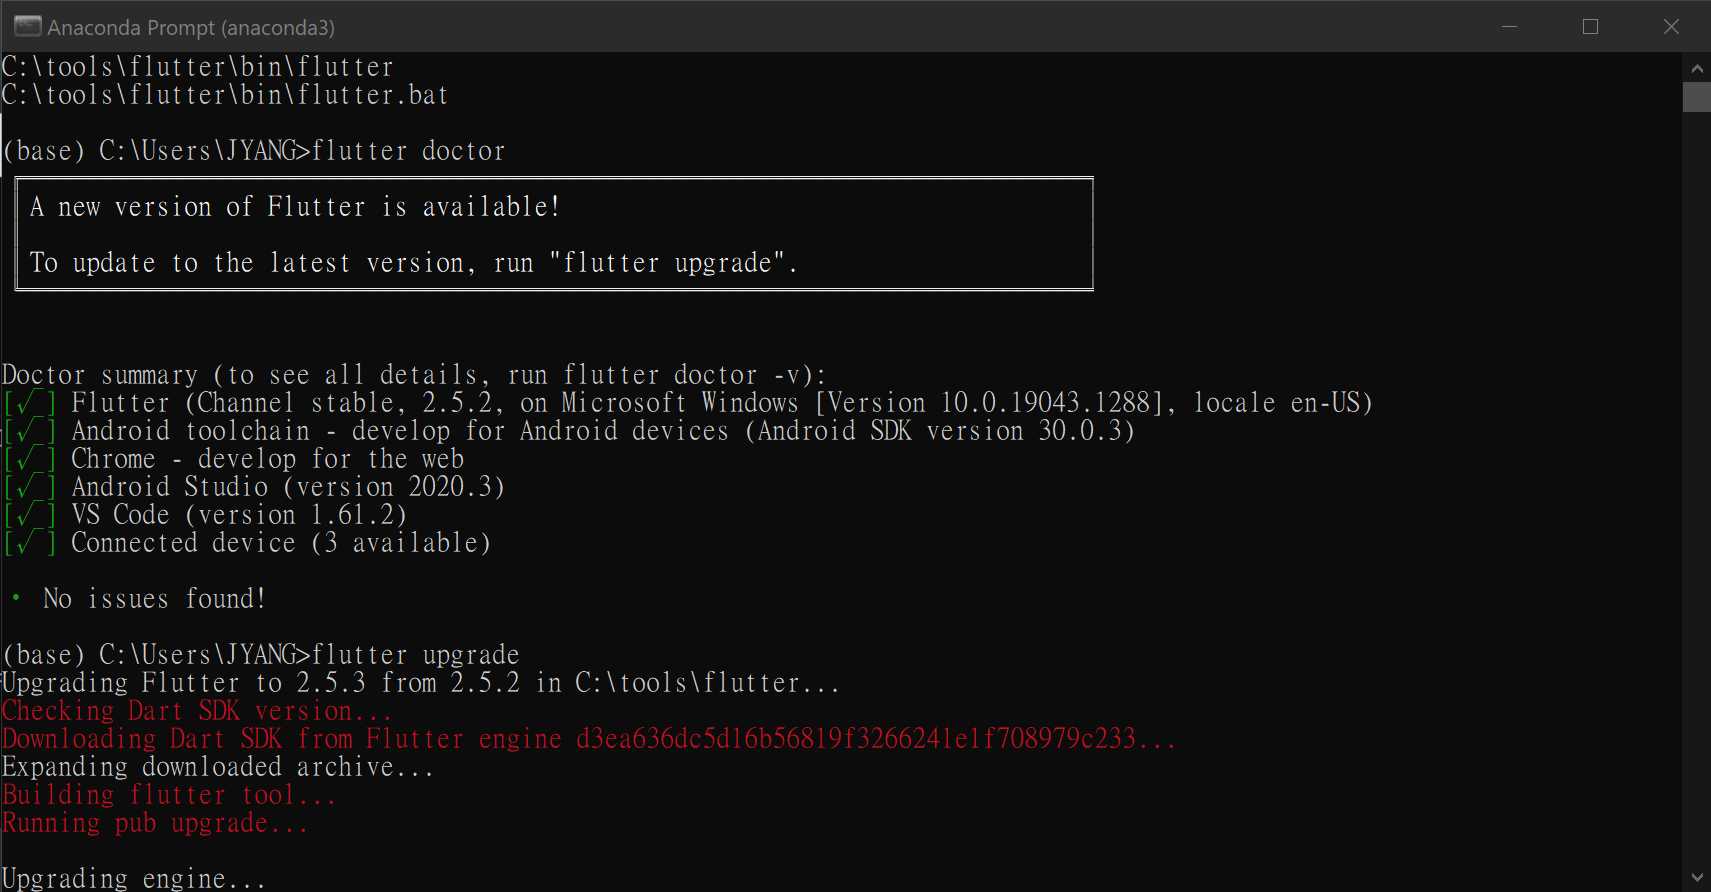 Anaconda Prompt (anaconda3)
C:\tools\flutter\bin\flutter
C:\tools\flutter\bin\flutter.bat
(base) C:\Users\JYANG>flutter doctor
A new version of Flutter is available!
To update to the latest version, run "flutter upgrade".
Doctor summary (to see all details, run flutter doctor -v):
[√] Flutter (Channel stable, 2.5.2, on Microsoft Windows [Version 10.0.19043.1288], locale en-US)
[√] Android toolchain - develop for Android devices (Android SDK version 30.0.3)
[√] Chrome - develop for the web
[√] Android Studio (version 2020.3)
[√] VS Code (version 1.61.2)
[√] Connected device (3 available)
• No issues found!
(base) C:\Users\JYANG>flutter upgrade
Upgrading Flutter to 2.5.3 from 2.5.2 in C:\tools\flutter...
Checking Dart SDK version...
Downloading Dart SDK from Flutter engine d3ea636dc5d16b56819f3266241e1f708979c233...
Expanding downloaded archive...
Building flutter tool...
Running pub upgrade...
Upgrading engine...